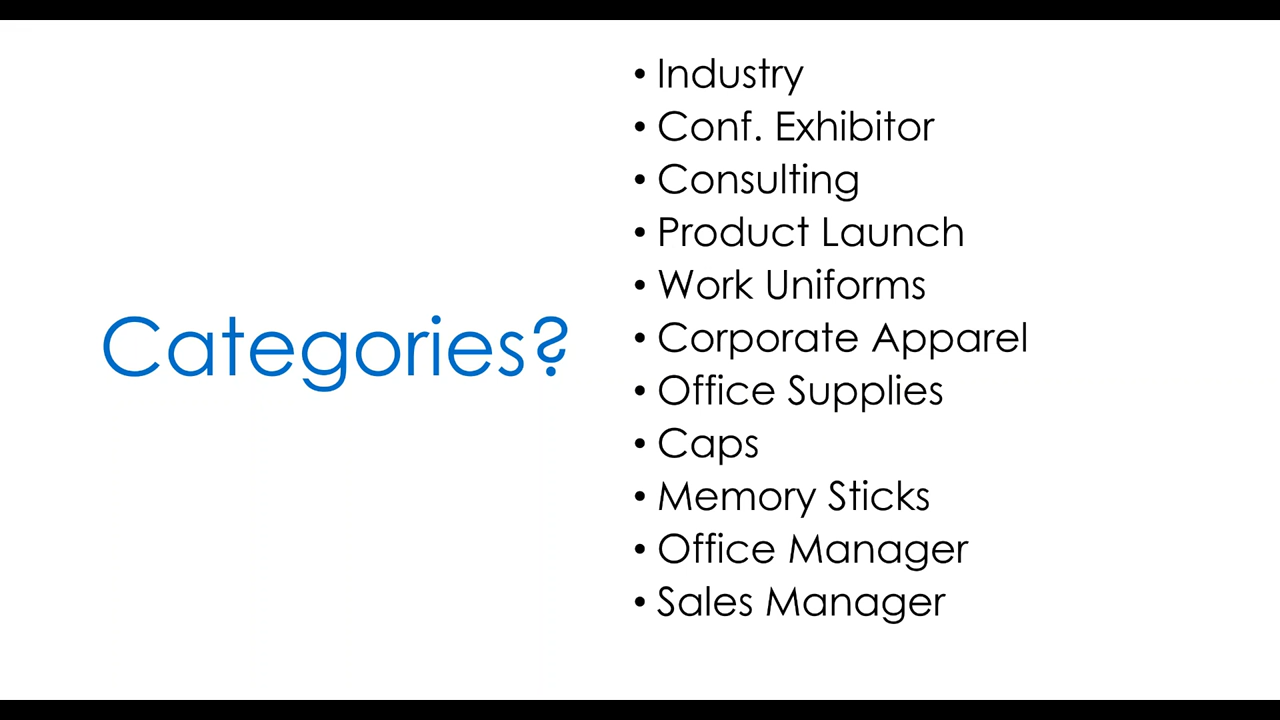 Categories?
• Industry
• Conf. Exhibitor
• Consulting
• Product Launch
• Work Uniforms
• Corporate Apparel
• Office Supplies
• Caps
• Memory Sticks
• Office Manager
• Sales Manager